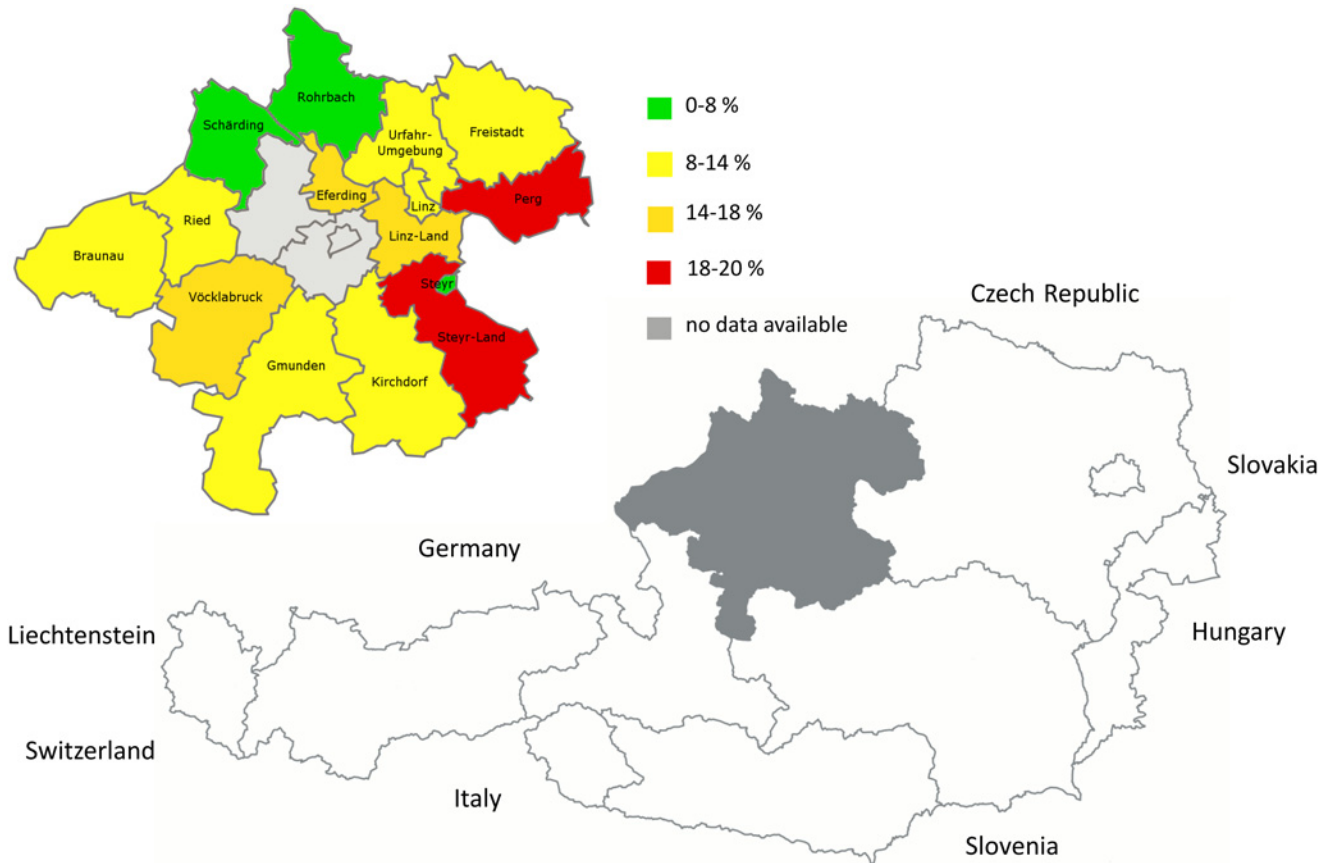 Rohrbach
Schärding
Urfahr-
Umgebung
Freistadt
Eferding
Linz
Perg
Ried
Linz-Land
Braunau
Vöcklabruck
Steyr
Steyr-Land
Gmunden
Kirchdorf
0-8 %
8-14 %
14-18 %
18-20 %
no data available
Czech Republic
Slovakia
Germany
Liechtenstein
Hungary
Switzerland
Italy
Slovenia